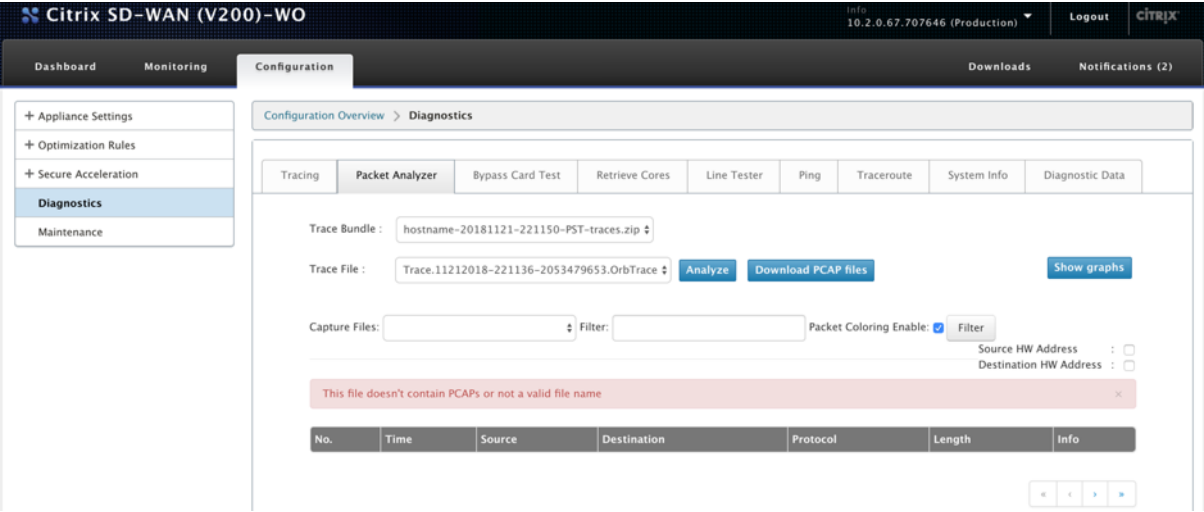 Citrix SD-WAN (V200)-WO
Info
10.2.0.67.707646 (Production)
Logout
CİTRIX
Dashboard Monitoring Configuration Downloads Notifications (2)
+ Appliance Settings
+ Optimization Rules
+ Secure Acceleration
Diagnostics
Maintenance
Configuration Overview > Diagnostics
Tracing Packet Analyzer Bypass Card Test Retrieve Cores Line Tester Ping Traceroute System Info Diagnostic Data
Trace Bundle : hostname-20181121-221150-PST-traces.zip
Trace File : Trace.11212018-221136-2053479653.OrbTrace Analyze Download PCAP files Show graphs
Capture Files: Filter: Packet Coloring Enable: Filter
Source HW Address :
Destination HW Address :
This file doesn't contain PCAPs or not a valid file name ×
No. Time Source Destination Protocol Length Info
« ‹ › »